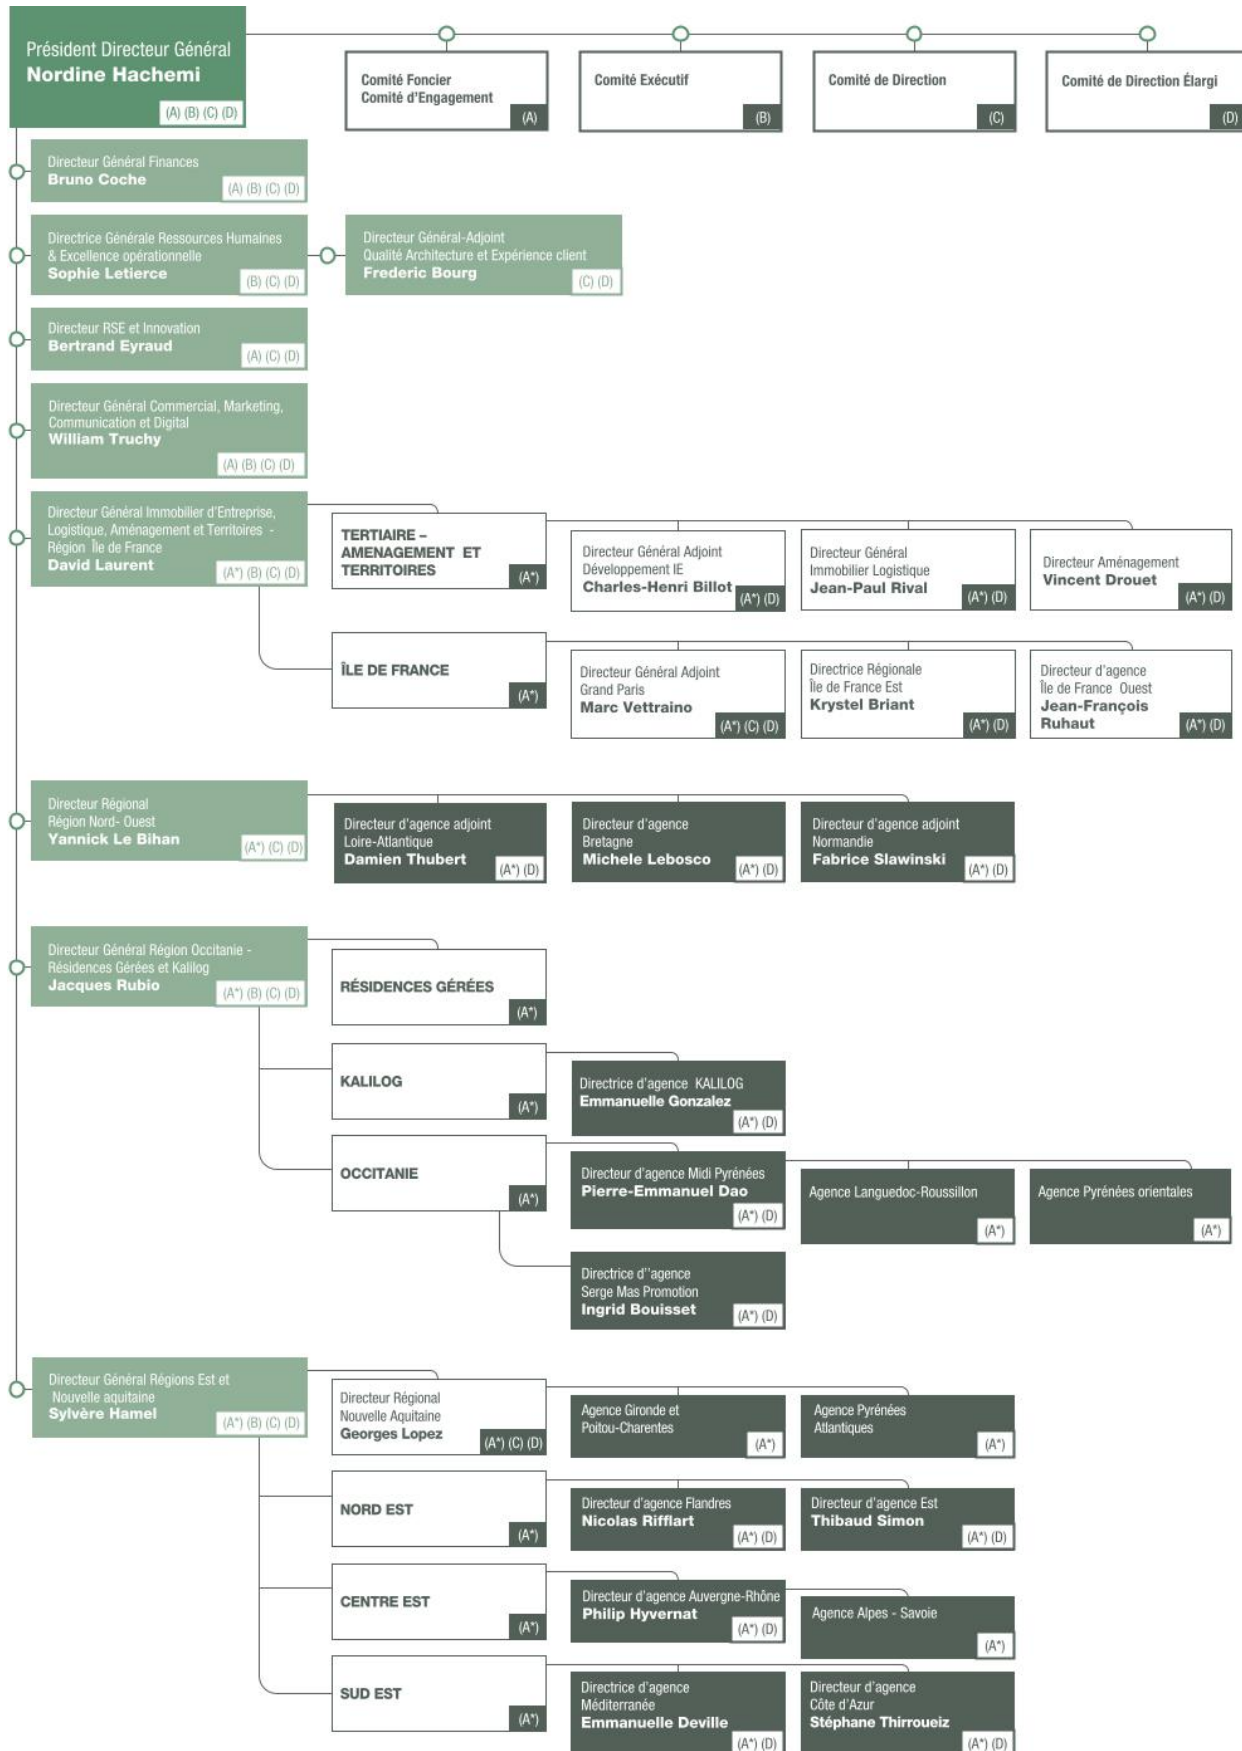 Président Directeur Général
Nordine Hachemi
(A) (B) (C) (D)
Comité Foncier
Comité d'Engagement
(A)
Comité Exécutif
(B)
Comité de Direction
(C)
Comité de Direction Élargi
(D)
Directeur Général Finances
Bruno Coche
(A) (B) (C) (D)
Directrice Générale Ressources Humaines
& Excellence opérationnelle
Sophie Letierce
(B) (C) (D)
Directeur Général-Adjoint
Qualité Architecture et Expérience client
Frederic Bourg
(C) (D)
Directeur RSE et Innovation
Bertrand Eyraud
(A) (C) (D)
Directeur Général Commercial, Marketing,
Communication et Digital
William Truchy
(A) (B) (C) (D)
Directeur Général Immobilier d'Entreprise,
Logistique, Aménagement et Territoires -
Région Île de France
David Laurent
(A*) (B) (C) (D)
TERTIAIRE –
AMENAGEMENT ET
TERRITOIRES
(A*)
Directeur Général Adjoint
Développement IE
Charles-Henri Billot
(A*) (D)
Directeur Général
Immobilier Logistique
Jean-Paul Rival
(A*) (D)
Directeur Aménagement
Vincent Drouet
(A*) (D)
ÎLE DE FRANCE
(A*)
Directeur Général Adjoint
Grand Paris
Marc Vettraino
(A*) (C) (D)
Directrice Régionale
Île de France Est
Krystel Briant
(A*) (D)
Directeur d'agence
Île de France Ouest
Jean-François
Ruhaut
(A*) (D)
Directeur Régional
Région Nord- Ouest
Yannick Le Bihan
(A*) (C) (D)
Directeur d'agence adjoint
Loire-Atlantique
Damien Thubert
(A*) (D)
Directeur d'agence
Bretagne
Michele Lebosco
(A*) (D)
Directeur d'agence adjoint
Normandie
Fabrice Slawinski
(A*) (D)
Directeur Général Région Occitanie -
Résidences Gérées et Kalilog
Jacques Rubio
(A*) (B) (C) (D)
RÉSIDENCES GÉRÉES
(A*)
KALILOG
(A*)
Directrice d'agence KALILOG
Emmanuelle Gonzalez
(A*) (D)
OCCITANIE
(A*)
Directeur d'agence Midi Pyrénées
Pierre-Emmanuel Dao
(A*) (D)
Agence Languedoc-Roussillon
(A*)
Agence Pyrénées orientales
(A*)
Directrice d''agence
Serge Mas Promotion
Ingrid Bouisset
(A*) (D)
Directeur Général Régions Est et
Nouvelle aquitaine
Sylvère Hamel
(A*) (B) (C) (D)
Directeur Régional
Nouvelle Aquitaine
Georges Lopez
(A*) (C) (D)
Agence Gironde et
Poitou-Charentes
(A*)
Agence Pyrénées
Atlantiques
(A*)
NORD EST
(A*)
Directeur d'agence Flandres
Nicolas Rifflart
(A*) (D)
Directeur d'agence Est
Thibaud Simon
(A*) (D)
CENTRE EST
(A*)
Directeur d'agence Auvergne-Rhône
Philip Hyvernat
(A*) (D)
Agence Alpes - Savoie
(A*)
SUD EST
(A*)
Directrice d'agence
Méditerranée
Emmanuelle Deville
(A*) (D)
Directeur d'agence
Côte d'Azur
Stéphane Thirroueiz
(A*) (D)